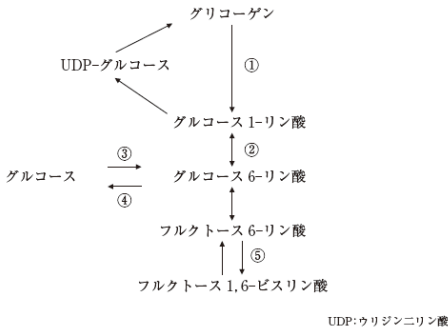 グリコーゲン
UDP-グルコース
①
グルコース 1-リン酸
②
③
グルコース
グルコース 6-リン酸
④
フルクトース 6-リン酸
⑤
フルクトース 1,6-ビスリン酸
UDP:ウリジン二リン酸